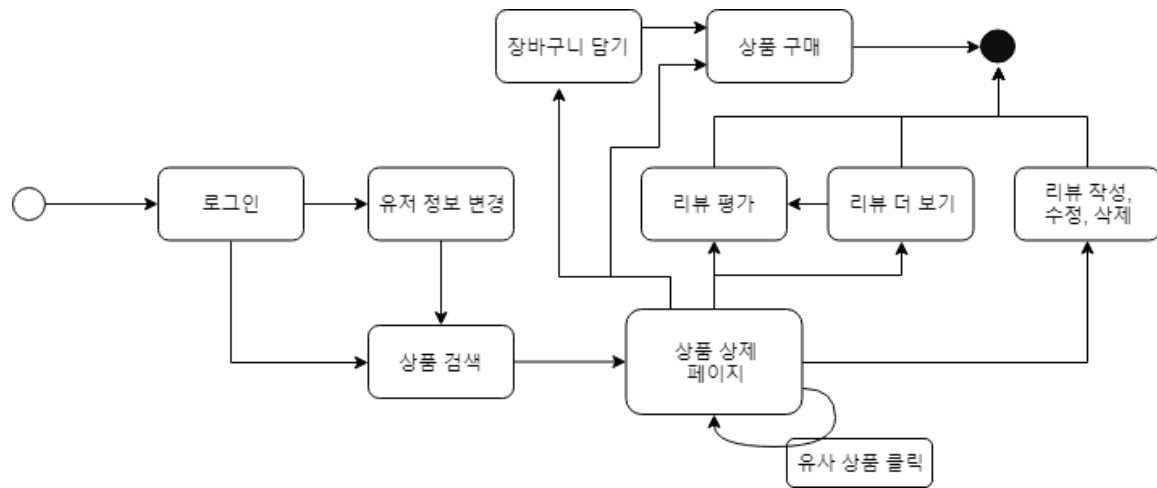 장바구니 담기
상품 구매
로그인
유저 정보 변경
리뷰 평가
리뷰 더 보기
리뷰 작성,
수정, 삭제
상품 검색
상품 상제
페이지
유사 상품 클릭